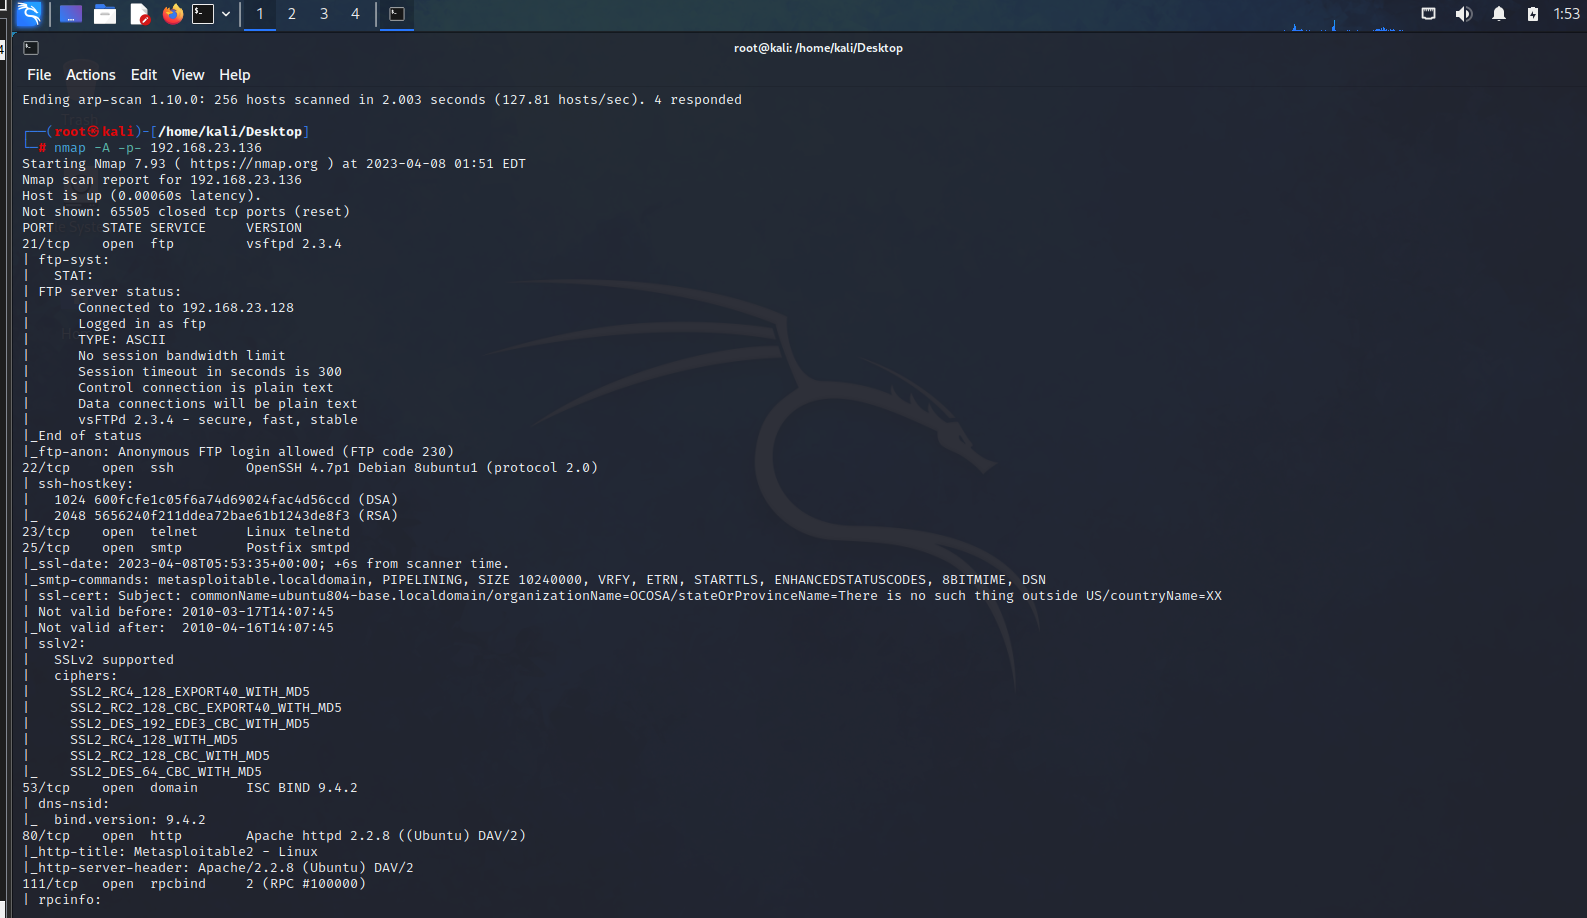 1 2 3 4 1:53
root@kali: /home/kali/Desktop
File Actions Edit View Help
Ending arp-scan 1.10.0: 256 hosts scanned in 2.003 seconds (127.81 hosts/sec). 4 responded
┌──(root㉿kali)-[/home/kali/Desktop]
└─# nmap -A -p- 192.168.23.136
Starting Nmap 7.93 ( https://nmap.org ) at 2023-04-08 01:51 EDT
Nmap scan report for 192.168.23.136
Host is up (0.00060s latency).
Not shown: 65505 closed tcp ports (reset)
PORT      STATE SERVICE     VERSION
21/tcp    open  ftp         vsftpd 2.3.4
| ftp-syst:
|   STAT:
| FTP server status:
|      Connected to 192.168.23.128
|      Logged in as ftp
|      TYPE: ASCII
|      No session bandwidth limit
|      Session timeout in seconds is 300
|      Control connection is plain text
|      Data connections will be plain text
|      vsFTPd 2.3.4 - secure, fast, stable
|_End of status
|_ftp-anon: Anonymous FTP login allowed (FTP code 230)
22/tcp    open  ssh         OpenSSH 4.7p1 Debian 8ubuntu1 (protocol 2.0)
| ssh-hostkey:
|   1024 600fcfe1c05f6a74d69024fac4d56ccd (DSA)
|_  2048 5656240f211ddea72bae61b1243de8f3 (RSA)
23/tcp    open  telnet      Linux telnetd
25/tcp    open  smtp        Postfix smtpd
|_ssl-date: 2023-04-08T05:53:35+00:00; +6s from scanner time.
|_smtp-commands: metasploitable.localdomain, PIPELINING, SIZE 10240000, VRFY, ETRN, STARTTLS, ENHANCEDSTATUSCODES, 8BITMIME, DSN
| ssl-cert: Subject: commonName=ubuntu804-base.localdomain/organizationName=OCOSA/stateOrProvinceName=There is no such thing outside US/countryName=XX
| Not valid before: 2010-03-17T14:07:45
|_Not valid after:  2010-04-16T14:07:45
| sslv2:
|   SSLv2 supported
|   ciphers:
|     SSL2_RC4_128_EXPORT40_WITH_MD5
|     SSL2_RC2_128_CBC_EXPORT40_WITH_MD5
|     SSL2_DES_192_EDE3_CBC_WITH_MD5
|     SSL2_RC4_128_WITH_MD5
|     SSL2_RC2_128_CBC_WITH_MD5
|_    SSL2_DES_64_CBC_WITH_MD5
53/tcp    open  domain      ISC BIND 9.4.2
| dns-nsid:
|_  bind.version: 9.4.2
80/tcp    open  http        Apache httpd 2.2.8 ((Ubuntu) DAV/2)
|_http-title: Metasploitable2 - Linux
|_http-server-header: Apache/2.2.8 (Ubuntu) DAV/2
111/tcp   open  rpcbind     2 (RPC #100000)
| rpcinfo: